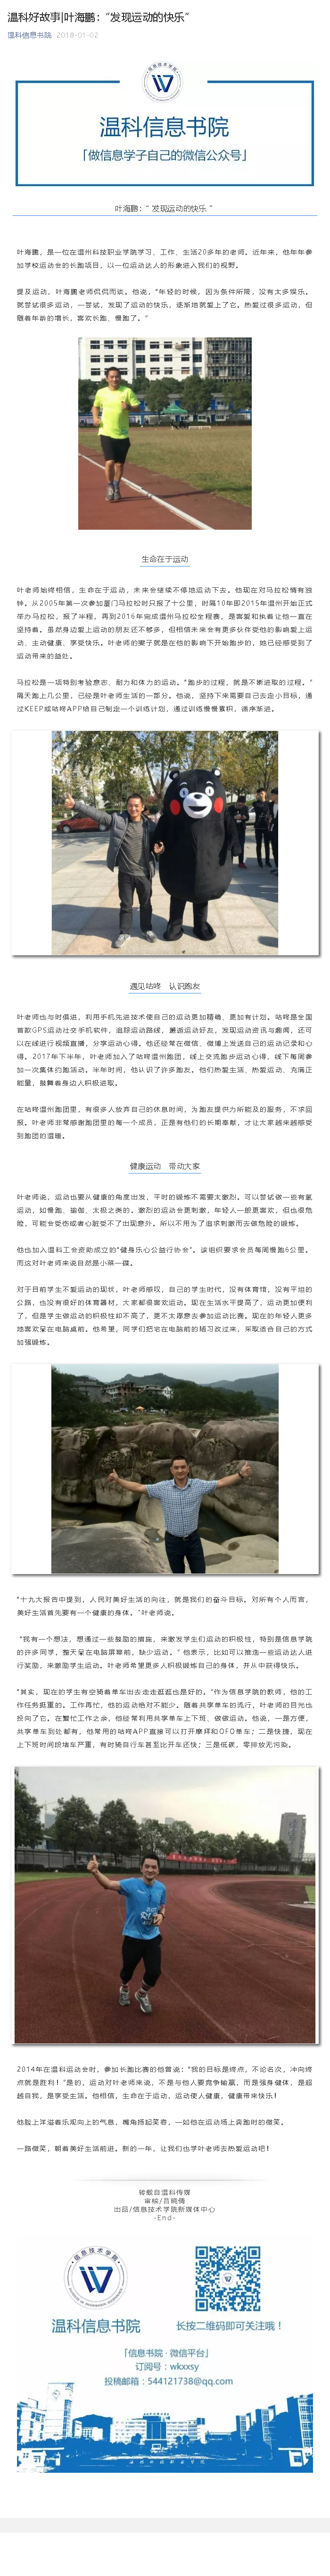 温科好故事|叶海鹏：“发现运动的快乐”
温科信息书院 2018-01-02
温科信息书院
「做信息学子自己的微信公众号」
叶海鹏：“发现运动的快乐”
叶海鹏，是一位在温州科技职业学院学习、工作、生活20多年的老师。近年来，他年年参
加学校运动会的长跑项目，以一位运动达人的形象进入我们的视野。
提及运动，叶海鹏老师侃侃而谈。他说，“年轻的时候，因为条件所限，没有太多娱乐。
就尝试很多运动，一尝试，发现了运动的快乐，逐渐地就爱上了它。热爱过很多运动，但
随着年龄的增长，喜欢长跑、慢跑了。”
生命在于运动
叶老师始终相信，生命在于运动，未来会继续不停地运动下去。他现在对马拉松情有独
钟。从2005年第一次参加厦门马拉松时只报了十公里，时隔10年即2015年温州开始正式
举办马拉松，报了半程，再到2016年完成温州马拉松全程赛，是喜爱和执着让他一直在
坚持着。虽然身边爱上运动的朋友还不够多，但相信未来会有更多伙伴受他的影响爱上运
动、主动健康、享受快乐。叶老师的妻子就是在他的影响下开始跑步的，她已经感受到了
运动带来的益处。
马拉松是一项特别考验意志、耐力和体力的运动。“跑步的过程，就是不断进取的过程。”
隔天跑上几公里，已经是叶老师生活的一部分。他说，坚持下来需要自己去定小目标，通
过KEEP或咕咚APP给自己制定一个训练计划，通过训练慢慢累积，循序渐进。
遇见咕咚 认识跑友
叶老师也与时俱进，利用手机先进技术使自己的运动更加精确、更加有计划。咕咚是全国
首款GPS运动社交手机软件，追踪运动路线，邂逅运动好友，发现运动资讯与趣闻，还可
以在线进行视频直播，分享运动心得。他还经常在微信、微博上发送自己的运动记录和心
得。2017年下半年，叶老师加入了咕咚温州跑团，线上交流跑步运动心得，线下每周参
加一次集体约跑活动。半年时间，他认识了许多跑友。他们热爱生活、热爱运动、充满正
能量，鼓舞着身边人积极进取。
在咕咚温州跑团里，有很多人放弃自己的休息时间，为跑友提供力所能及的服务，不求回
报。叶老师非常感谢跑团里的每一个成员，正是有他们的长期奉献，才让大家越来越感受
到跑团的温暖。
健康运动 带动大家
叶老师说，运动也要从健康的角度出发，平时的锻炼不需要太激烈。可以尝试做一些有氧
运动，如慢跑、瑜伽、太极之类的。激烈的运动会更刺激，年轻人一般更喜欢，但也很危
险，可能会受伤或者心脏受不了出现意外。所以不用为了追求刺激而去做危险的锻炼。
他也加入温科工会资助成立的“健身乐心公益行协会”。该组织要求会员每周慢跑6公里。
而这对叶老师来说自然是小菜一碟。
对于目前学生不爱运动的现状，叶老师感叹，自己的学生时代，没有体育馆，没有平坦的
公路，也没有很好的体育器材，大家都很喜欢运动。现在生活水平提高了，运动更加便利
了，但是学生做运动的积极性却不高了，更不太愿意去参加运动比赛。现在的年轻人更多
地喜欢呆在电脑桌前。他希望，同学们把宅在电脑前的陋习改过来，采取适合自己的方式
加强锻炼。
“十九大报告中提到，人民对美好生活的向往，就是我们的奋斗目标。对所有个人而言，
美好生活首先要有一个健康的身体。”叶老师说。
“我有一个想法，想通过一些鼓励的措施，来激发学生们运动的积极性，特别是信息学院
的许多同学，整天呆在电脑屏幕前，缺少运动。” 他表示，比如可以推选一些运动达人进
行奖励，来激励学生运动。叶老师希望更多人积极锻炼自己的身体，并从中获得快乐。
“其实，现在的学生有空骑着单车出去走走逛逛也是好的。”作为信息学院的教师，他的工
作任务挺重的。工作再忙，他的运动绝对不能少。随着共享单车的流行，叶老师的目光也
投向了它。在繁忙工作之余，他经常利用共享单车上下班、做做运动。他说，一是方便，
共享单车到处都有，他常用的咕咚APP直接可以打开摩拜和OFO单车；二是快捷，现在
上下班时间段堵车严重，有时骑自行车甚至比开车还快；三是低碳，零排放无污染。
2014年在温科运动会时，参加长跑比赛的他曾说：“我的目标是终点，不论名次，冲向终
点就是胜利！”是的，运动对叶老师来说，不是与他人要竞争输赢，而是强身健体，是超
越自我，是享受生活。他相信，生命在于运动，运动使人健康，健康带来快乐！
他脸上洋溢着乐观向上的气息，嘴角扬起笑容，一如他在运动场上奔跑时的微笑。
一路微笑，朝着美好生活前进。新的一年，让我们也学叶老师去热爱运动吧！
转载自温科传媒
审核/吕晓倩
出品/信息技术学院新媒体中心
-End-
信息技术学院
温科信息书院
长按二维码即可关注哦！
「信息书院 · 微信平台」
订阅号：wkxxsy
投稿邮箱：544121738@qq.com
温州科技职业学院